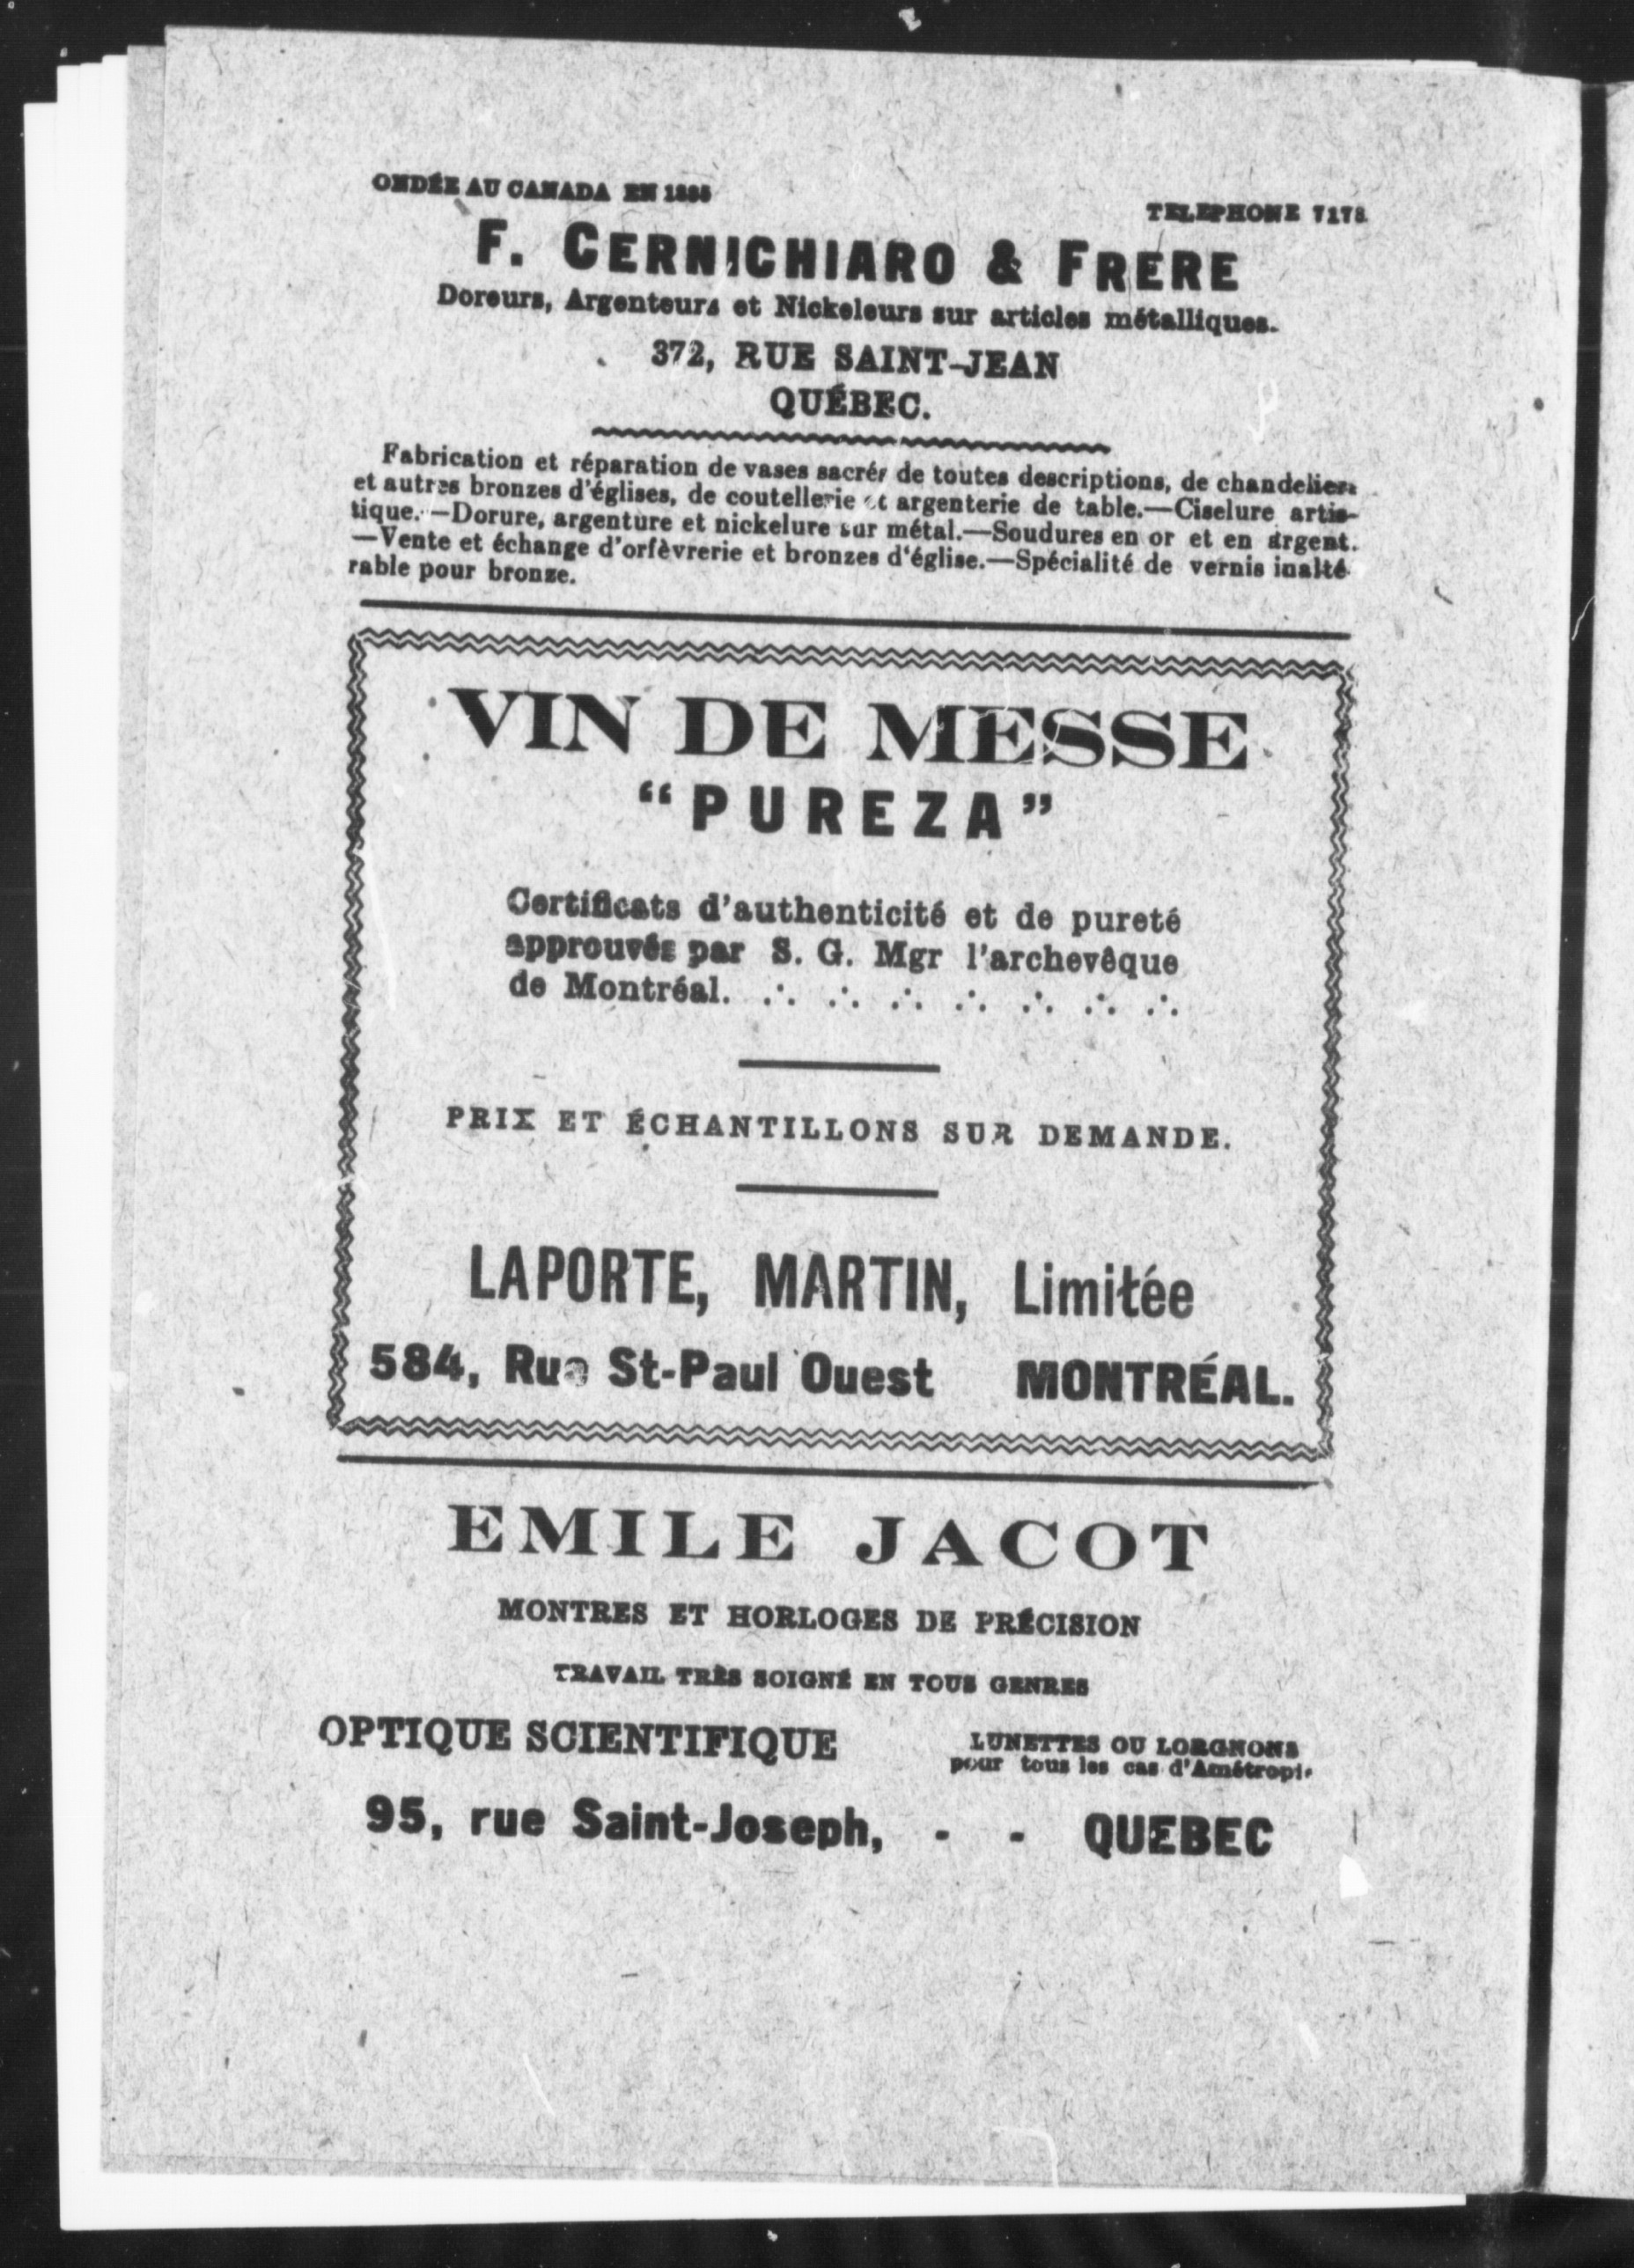 ONDÉE AU CANADA EN 1895
TELEPHONE 7178
F. CERNICHIARO & FRERE
Doreurs, Argenteurs et Nickeleurs sur articles métalliques.
372, RUE SAINT-JEAN
QUÉBEC.
Fabrication et réparation de vases sacrés de toutes descriptions, de chandeliers
et autres bronzes d'églises, de coutellerie et argenterie de table.—Ciselure artis-
tique.—Dorure, argenture et nickelure sur métal.—Soudures en or et en argent.
—Vente et échange d'orfèvrerie et bronzes d'église.—Spécialité de vernis inalté
rable pour bronze.
VIN DE MESSE
"PUREZA"
Certificats d'authenticité et de pureté
approuvés par S. G. Mgr l'archevêque
de Montréal. ∴ ∴ ∴ ∴ ∴ ∴ ∴
PRIX ET ÉCHANTILLONS SUR DEMANDE.
LAPORTE, MARTIN, Limitée
584, Rue St-Paul Ouest MONTRÉAL.
EMILE JACOT
MONTRES ET HORLOGES DE PRÉCISION
TRAVAIL TRÈS SOIGNÉ EN TOUS GENRES
OPTIQUE SCIENTIFIQUE
LUNETTES OU LORGNONS
pour tous les cas d'Amétropie
95, rue Saint-Joseph, - - QUEBEC